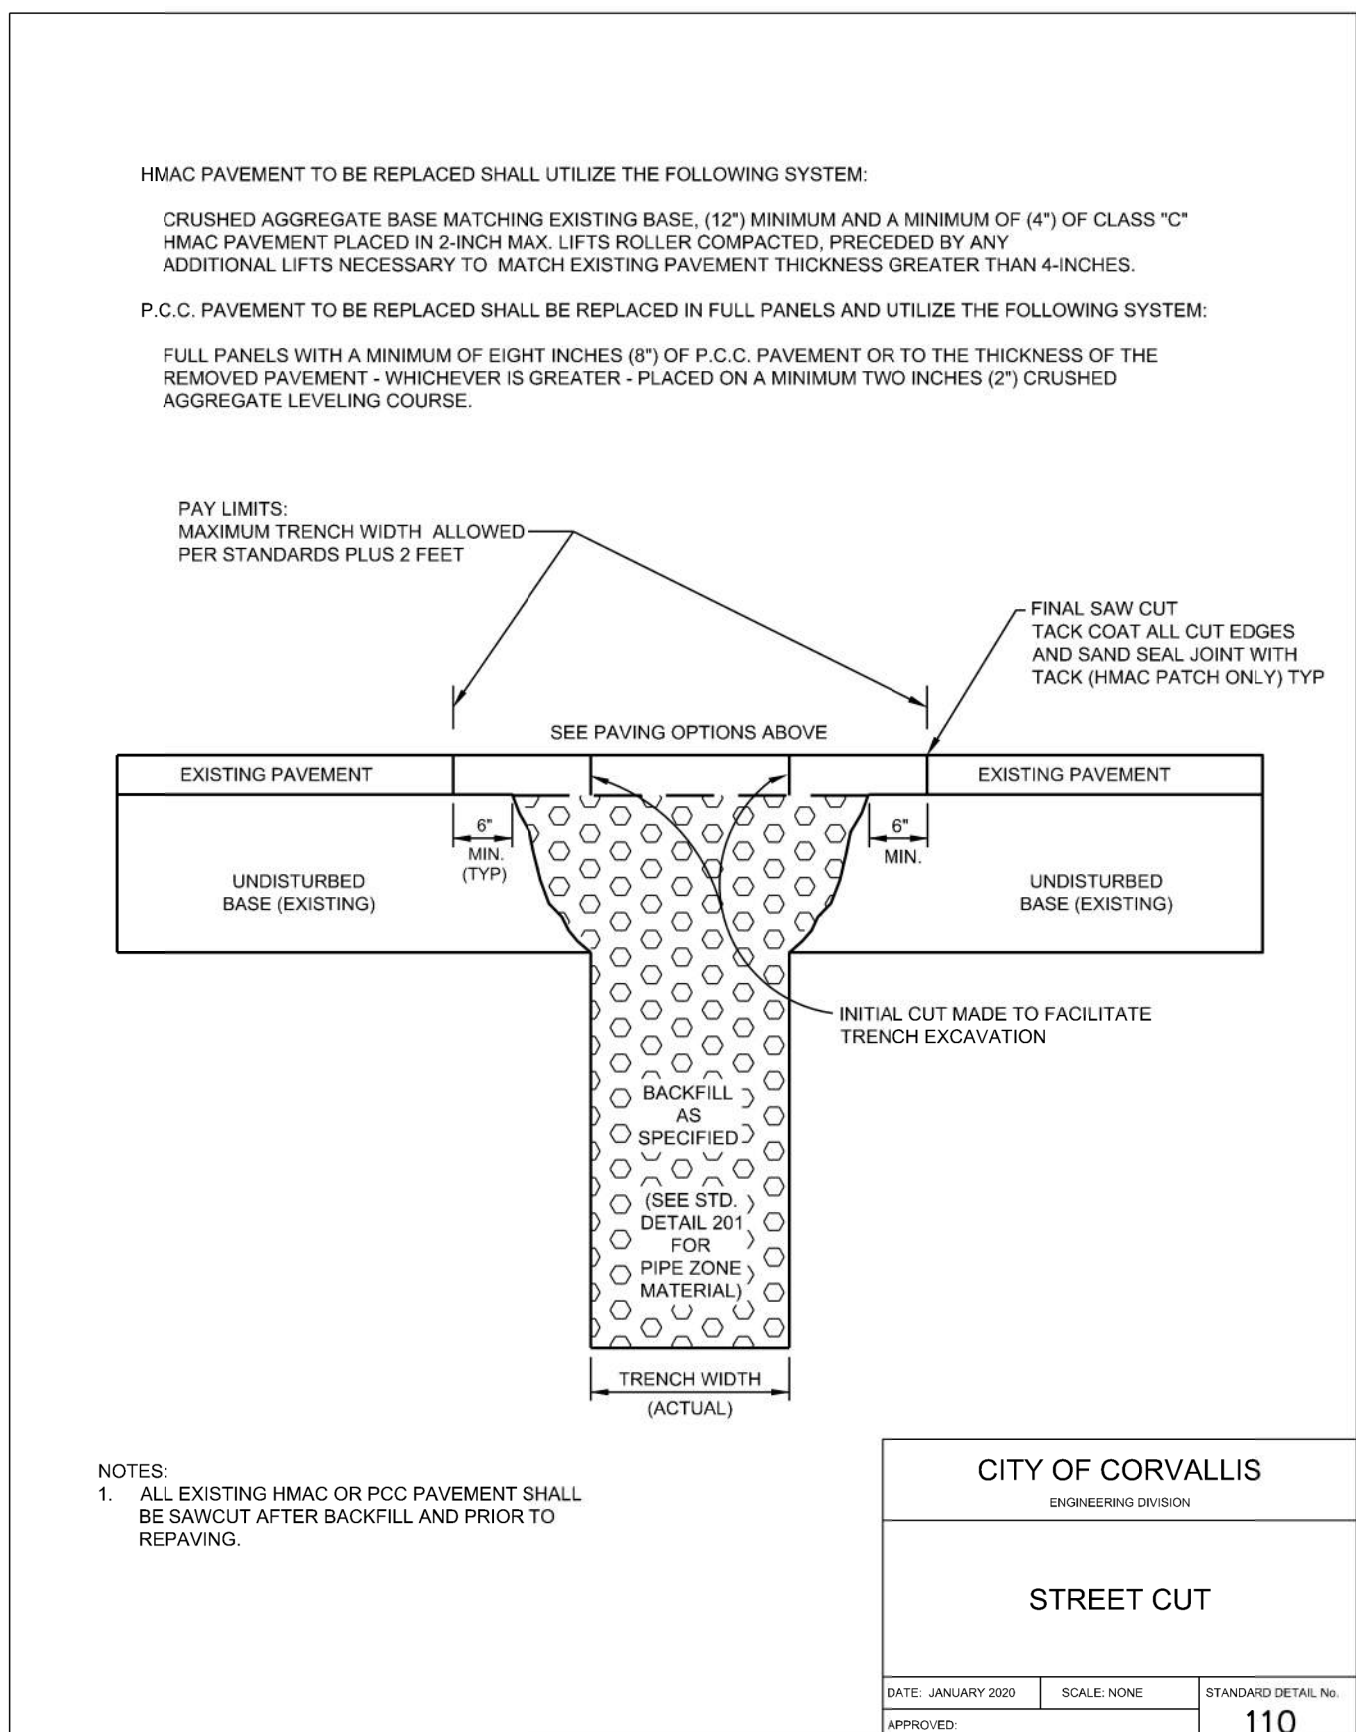 HMAC PAVEMENT TO BE REPLACED SHALL UTILIZE THE FOLLOWING SYSTEM:
CRUSHED AGGREGATE BASE MATCHING EXISTING BASE, (12") MINIMUM AND A MINIMUM OF (4") OF CLASS "C"
HMAC PAVEMENT PLACED IN 2-INCH MAX. LIFTS ROLLER COMPACTED, PRECEDED BY ANY
ADDITIONAL LIFTS NECESSARY TO MATCH EXISTING PAVEMENT THICKNESS GREATER THAN 4-INCHES.
P.C.C. PAVEMENT TO BE REPLACED SHALL BE REPLACED IN FULL PANELS AND UTILIZE THE FOLLOWING SYSTEM:
FULL PANELS WITH A MINIMUM OF EIGHT INCHES (8") OF P.C.C. PAVEMENT OR TO THE THICKNESS OF THE
REMOVED PAVEMENT - WHICHEVER IS GREATER - PLACED ON A MINIMUM TWO INCHES (2") CRUSHED
AGGREGATE LEVELING COURSE.
PAY LIMITS:
MAXIMUM TRENCH WIDTH ALLOWED
PER STANDARDS PLUS 2 FEET
FINAL SAW CUT
TACK COAT ALL CUT EDGES
AND SAND SEAL JOINT WITH
TACK (HMAC PATCH ONLY) TYP
SEE PAVING OPTIONS ABOVE
EXISTING PAVEMENT
EXISTING PAVEMENT
6"
MIN.
(TYP)
6"
MIN.
UNDISTURBED
BASE (EXISTING)
UNDISTURBED
BASE (EXISTING)
INITIAL CUT MADE TO FACILITATE
TRENCH EXCAVATION
BACKFILL
AS
SPECIFIED
(SEE STD.
DETAIL 201
FOR
PIPE ZONE
MATERIAL)
TRENCH WIDTH
(ACTUAL)
NOTES:
1. ALL EXISTING HMAC OR PCC PAVEMENT SHALL
BE SAWCUT AFTER BACKFILL AND PRIOR TO
REPAVING.
CITY OF CORVALLIS
ENGINEERING DIVISION
STREET CUT
DATE: JANUARY 2020
SCALE: NONE
STANDARD DETAIL No.
APPROVED:
110